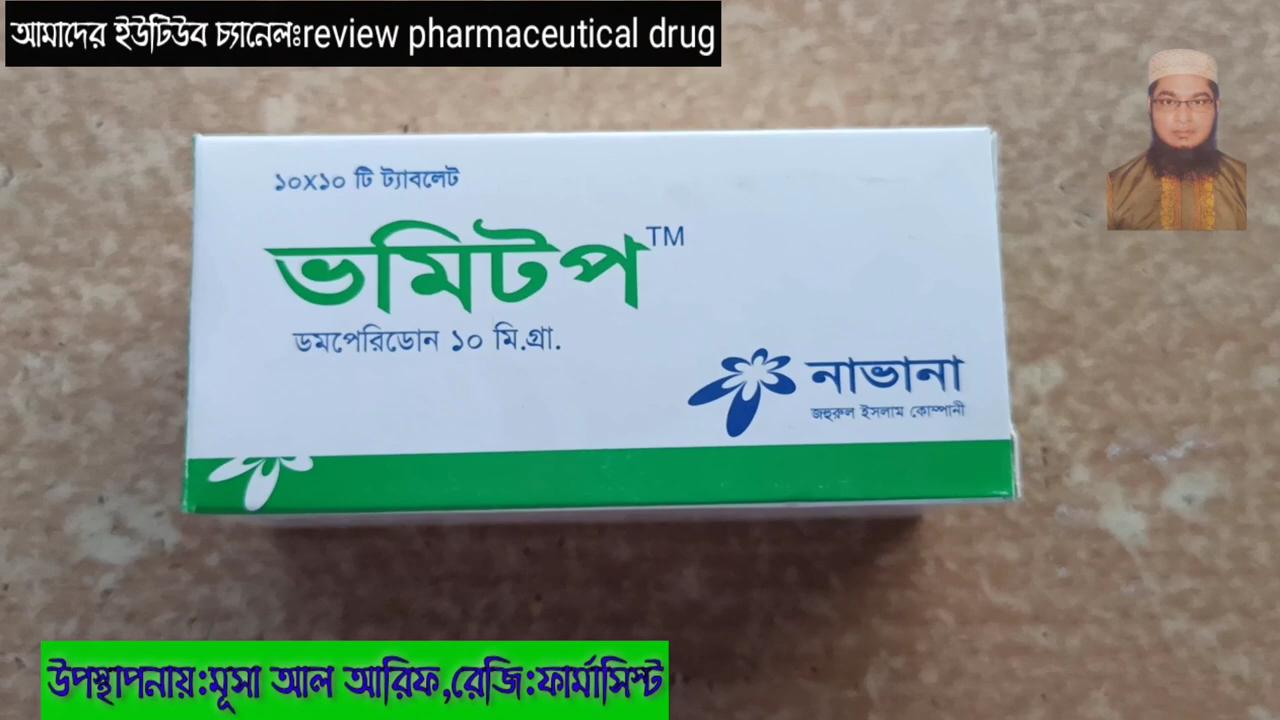 আমাদের ইউটিউব চ্যানেলঃreview pharmaceutical drug
১০X১০ টি ট্যাবলেট
ভমিটপ™
ডমপেরিডোন ১০ মি.গ্রা.
নাভানা
জহুরুল ইসলাম কোম্পানী
উপস্থাপনায়:মূসা আল আরিফ,রেজি:ফার্মাসিস্ট